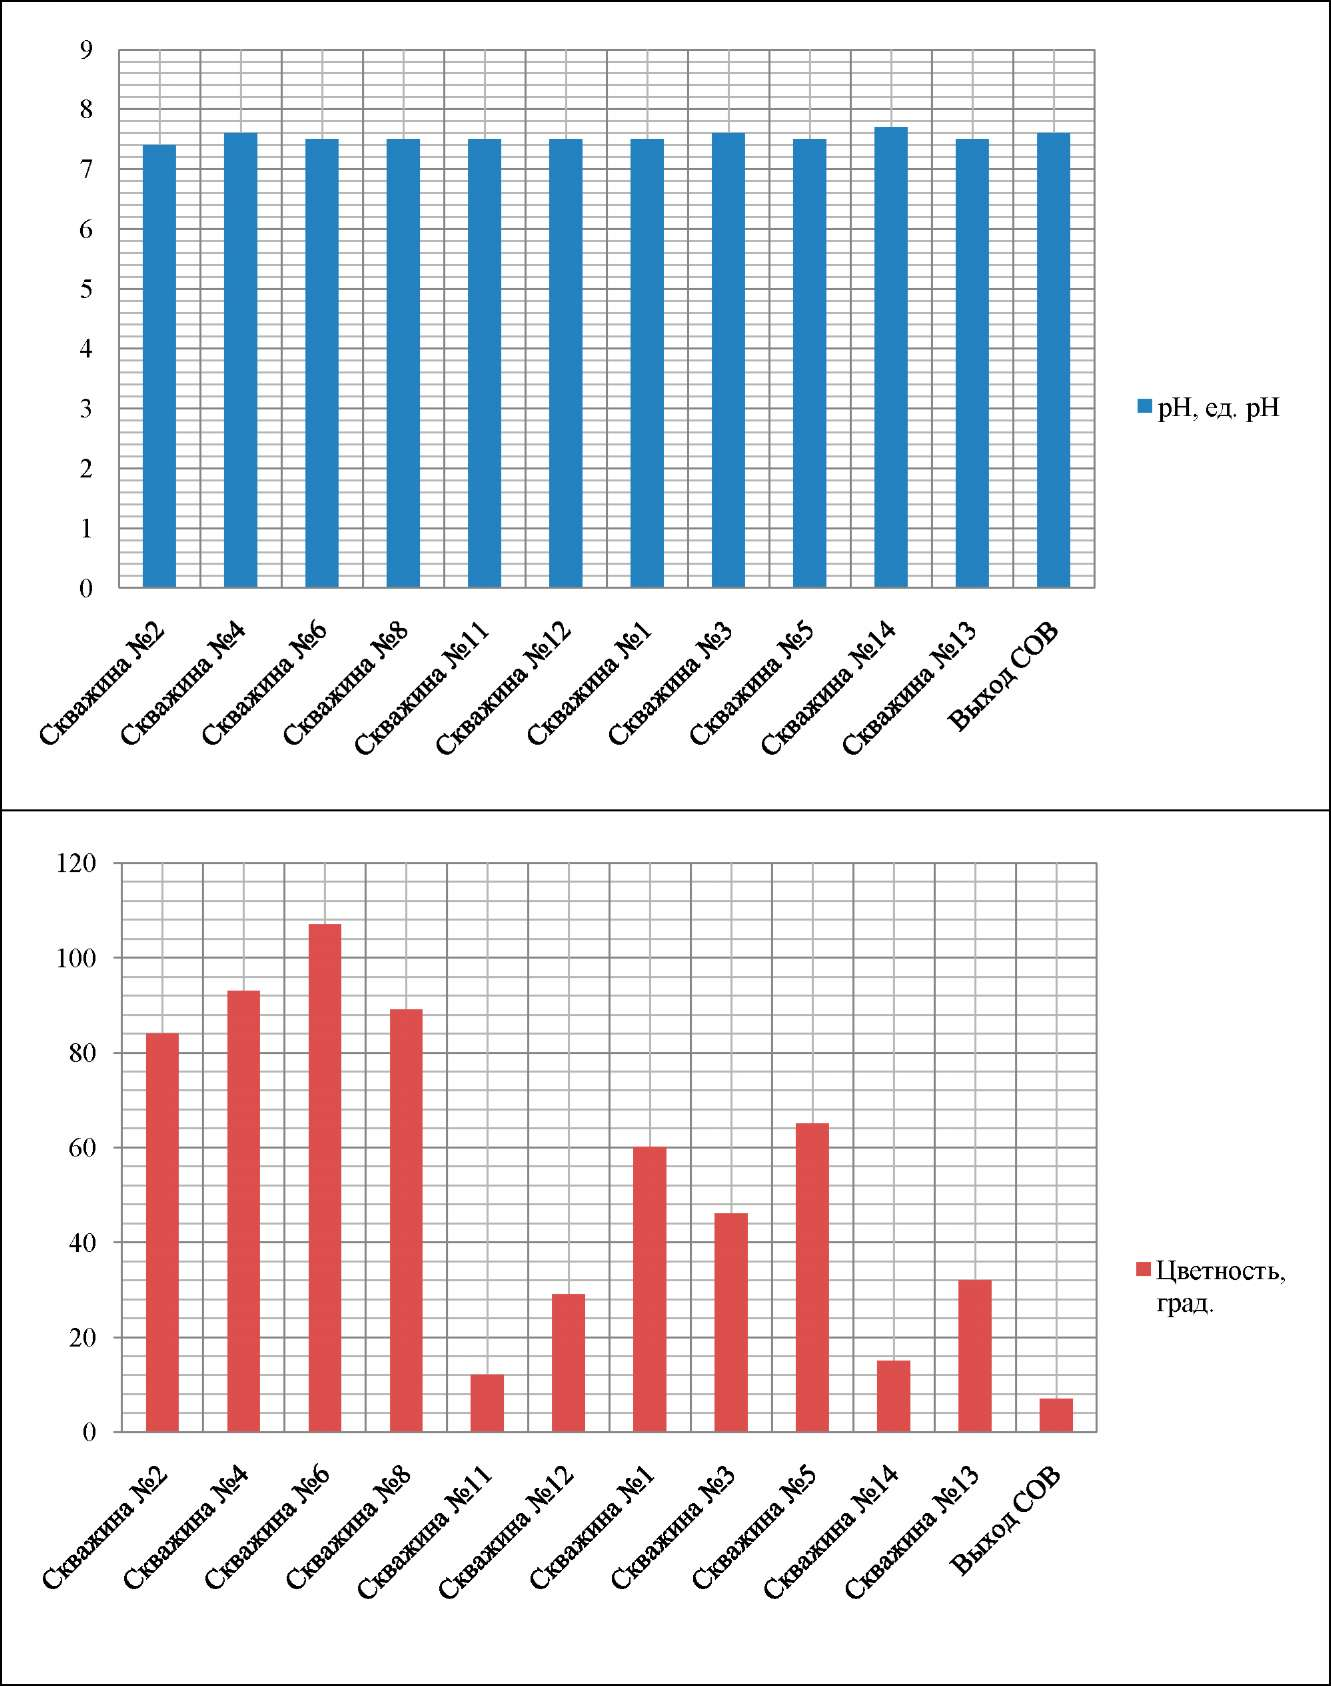 9
8
7
6
5
4
3
2
1
0
pH, ед. pH
Скважина №2
Скважина №4
Скважина №6
Скважина №8
Скважина №11
Скважина №12
Скважина №1
Скважина №3
Скважина №5
Скважина №14
Скважина №13
Выход СОВ
120
100
80
60
40
20
0
Цветность,
град.
Скважина №2
Скважина №4
Скважина №6
Скважина №8
Скважина №11
Скважина №12
Скважина №1
Скважина №3
Скважина №5
Скважина №14
Скважина №13
Выход СОВ